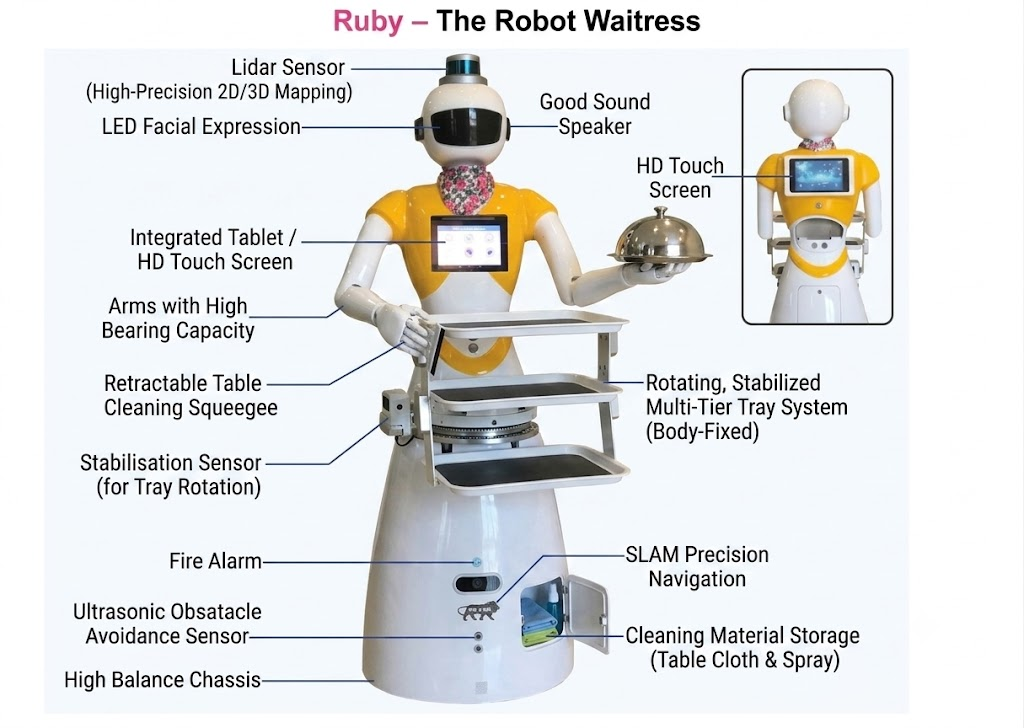 Ruby – The Robot Waitress
Lidar Sensor
(High-Precision 2D/3D Mapping)
LED Facial Expression
Good Sound
Speaker
HD Touch
Screen
Integrated Tablet /
HD Touch Screen
Arms with High
Bearing Capacity
Retractable Table
Cleaning Squeegee
Rotating, Stabilized
Multi-Tier Tray System
(Body-Fixed)
Stabilisation Sensor
(for Tray Rotation)
Fire Alarm
SLAM Precision
Navigation
Ultrasonic Obsatacle
Avoidance Sensor
Cleaning Material Storage
(Table Cloth & Spray)
High Balance Chassis